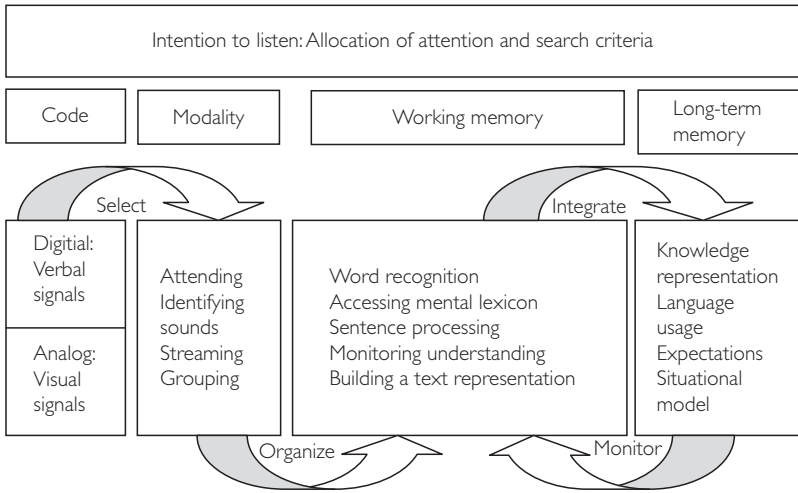 Intention to listen: Allocation of attention and search criteria
Code
Modality
Working memory
Long-term
memory
Select
Integrate
Digitial:
Verbal
signals
Analog:
Visual
signals
Attending
Identifying
sounds
Streaming
Grouping
Word recognition
Accessing mental lexicon
Sentence processing
Monitoring understanding
Building a text representation
Knowledge
representation
Language
usage
Expectations
Situational
model
Organize
Monitor